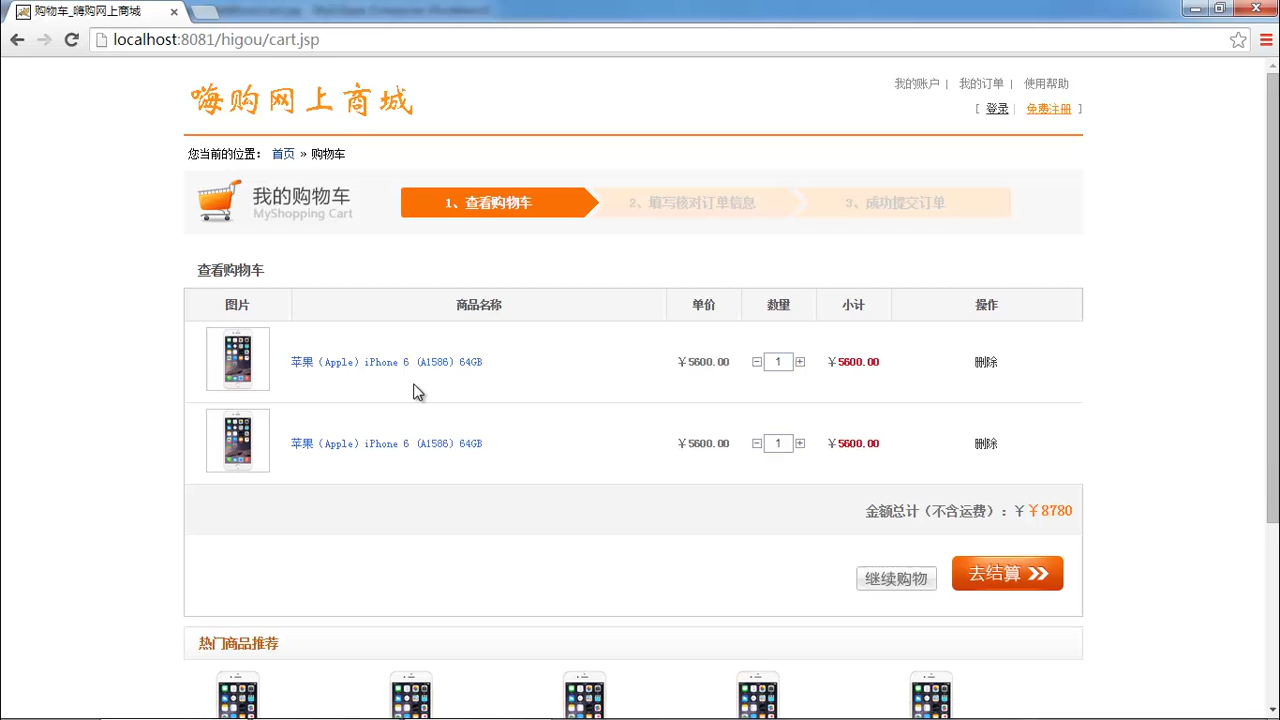 购物车_嗨购网上商城
localhost:8081/higou/cart.jsp
嗨购网上商城
我的账户 | 我的订单 | 使用帮助
[ 登录 | 免费注册 ]
您当前的位置： 首页 » 购物车
我的购物车
MyShopping Cart
1、查看购物车
2、填写核对订单信息
3、成功提交订单
查看购物车
图片 商品名称 单价 数量 小计 操作
苹果（Apple）iPhone 6 （A1586）64GB ￥5600.00 1 ￥5600.00 删除
苹果（Apple）iPhone 6 （A1586）64GB ￥5600.00 1 ￥5600.00 删除
金额总计（不含运费）：￥￥8780
继续购物 去结算
热门商品推荐